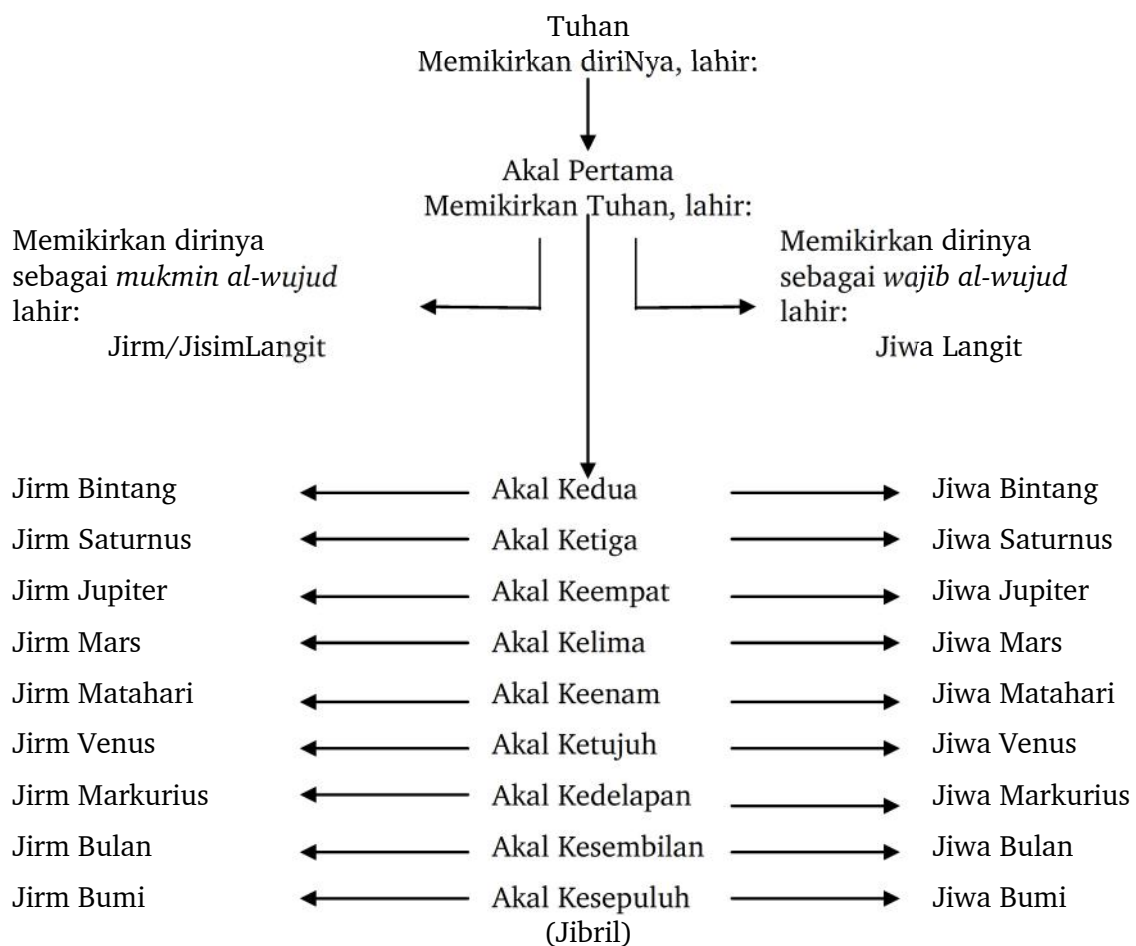 Tuhan
Memikirkan diriNya, lahir:
Akal Pertama
Memikirkan Tuhan, lahir:
Memikirkan dirinya
sebagai mukmin al-wujud
lahir:
Jirm/JisimLangit
Memikirkan dirinya
sebagai wajib al-wujud
lahir:
Jiwa Langit
Jirm Bintang Akal Kedua Jiwa Bintang
Jirm Saturnus Akal Ketiga Jiwa Saturnus
Jirm Jupiter Akal Keempat Jiwa Jupiter
Jirm Mars Akal Kelima Jiwa Mars
Jirm Matahari Akal Keenam Jiwa Matahari
Jirm Venus Akal Ketujuh Jiwa Venus
Jirm Markurius Akal Kedelapan Jiwa Markurius
Jirm Bulan Akal Kesembilan Jiwa Bulan
Jirm Bumi Akal Kesepuluh Jiwa Bumi
(Jibril)